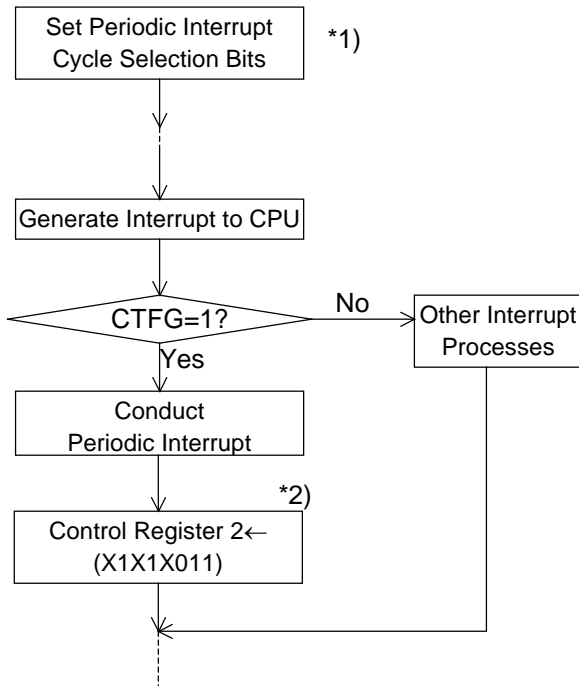 Set Periodic Interrupt
Cycle Selection Bits
*1)
Generate Interrupt to CPU
CTFG=1?
No
Other Interrupt
Processes
Yes
Conduct
Periodic Interrupt
*2)
Control Register 2←
(X1X1X011)